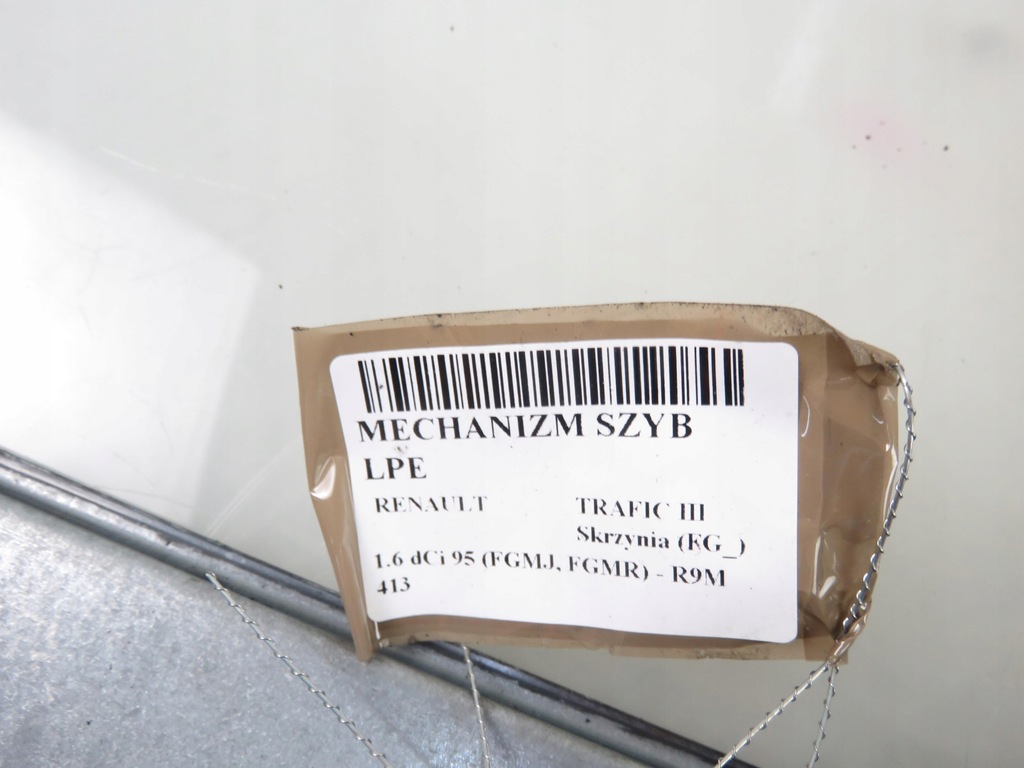 MECHANIZM SZYB
LPE
RENAULT TRAFIC III
Skrzynia (FG_)
1.6 dCi 95 (FGMJ, FGMR) - R9M
413